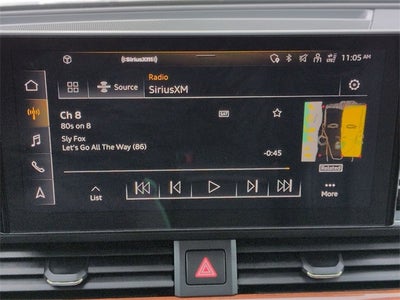 ((SiriusXM))
11:05 AM
Radio
Source
SiriusXM
Ch 8
SAT
80s on 8
Sly Fox
Let's Go All The Way (86)
-0:45
List
More